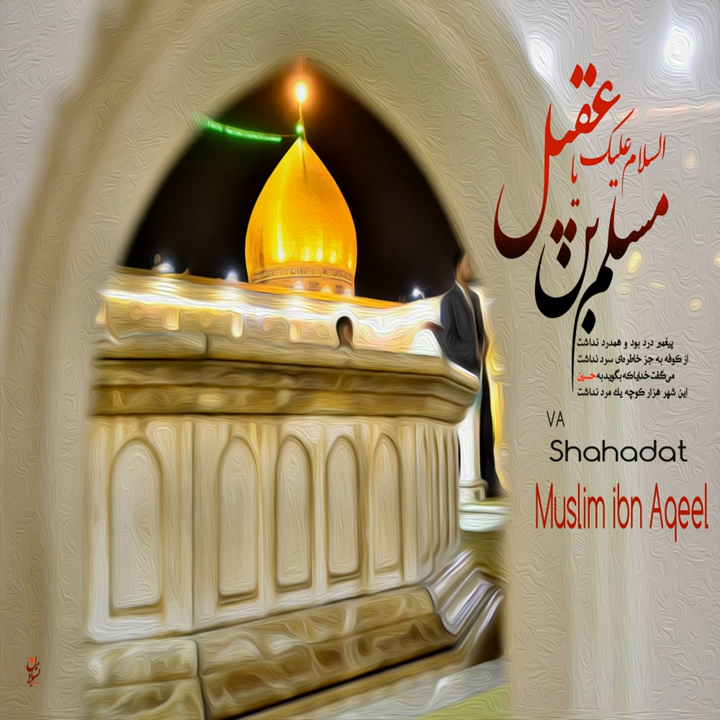 السلام علیک یا
مسلم بن عقیل
پیغمبر درد بود و همدرد نداشت
از کوفه به جز خاطره‌ای سرد نداشت
می‌گفت خدایا که بگوید به حسین
این شهر هزار کوچه یک مرد نداشت
VA
Shahadat
Muslim ibn Aqeel